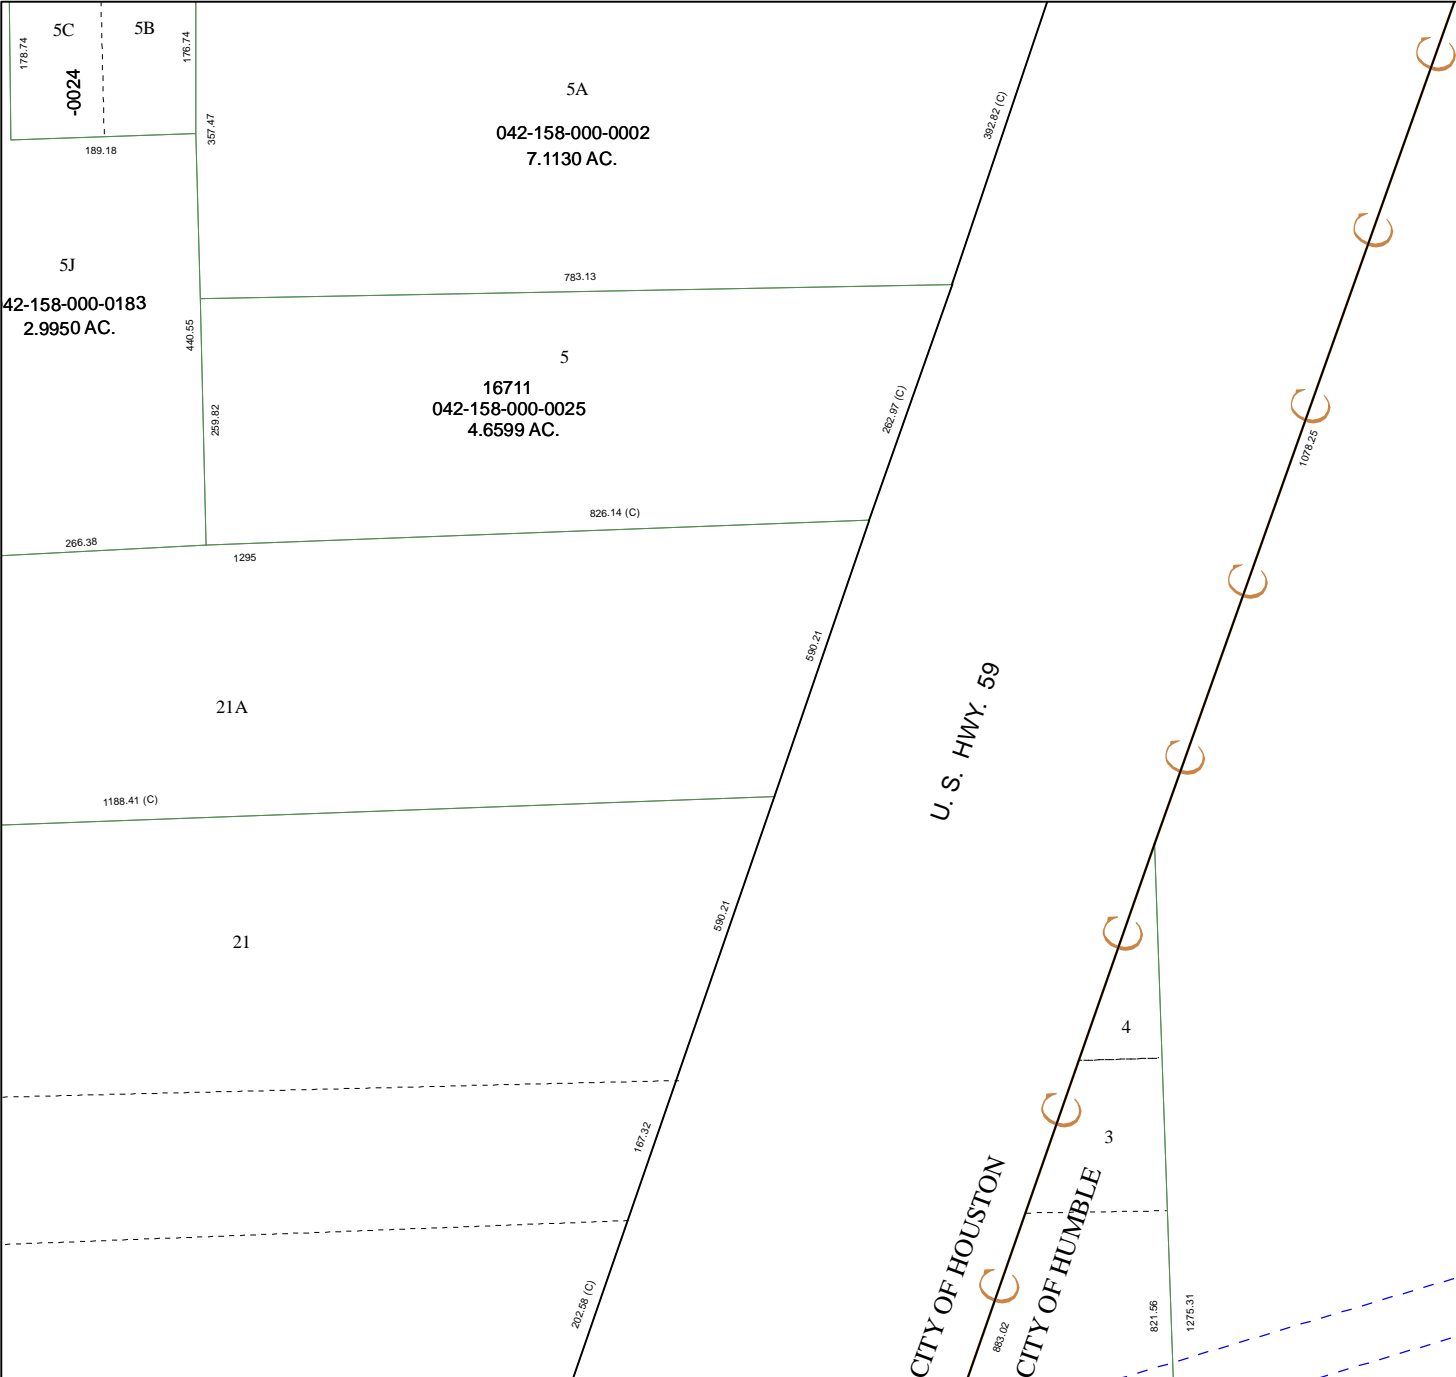 5C
5B
178.74
-0024
176.74
189.18
357.47
5A
042-158-000-0002
7.1130 AC.
392.82 (C)
5J
42-158-000-0183
2.9950 AC.
783.13
440.55
259.82
5
16711
042-158-000-0025
4.6599 AC.
262.97 (C)
1078.25
826.14 (C)
266.38
1295
590.21
21A
U. S. HWY. 59
1188.41 (C)
590.21
21
4
167.32
3
CITY OF HOUSTON
CITY OF HUMBLE
202.58 (C)
883.02
821.56
1275.31